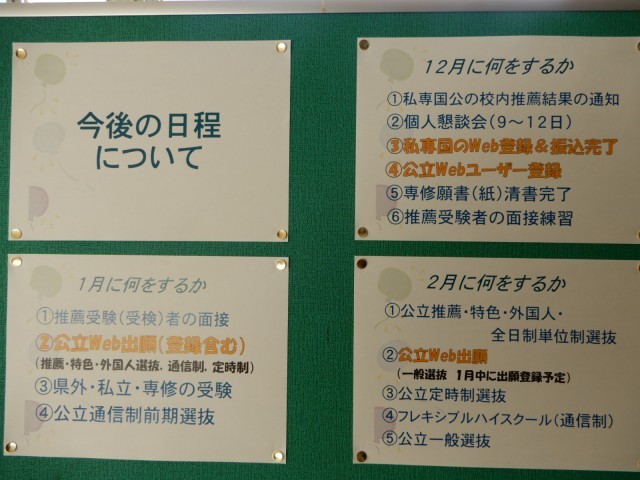 今後の日程
について
12月に何をするか
①私専国公の校内推薦結果の通知
②個人懇談会(9～12日)
③私専国のWeb登録＆振込完了
④公立Webユーザー登録
⑤専修願書(紙)清書完了
⑥推薦受験者の面接練習
1月に何をするか
①推薦受験(受検)者の面接
②公立Web出願(登録含む)
(推薦・特色・外国人選抜，通信制，定時制)
③県外・私立・専修の受験
④公立通信制前期選抜
2月に何をするか
①公立推薦・特色・外国人・
全日制単位制選抜
②公立Web出願
(一般選抜 1月中に出願登録予定)
③公立定時制選抜
④フレキシブルハイスクール(通信制)
⑤公立一般選抜